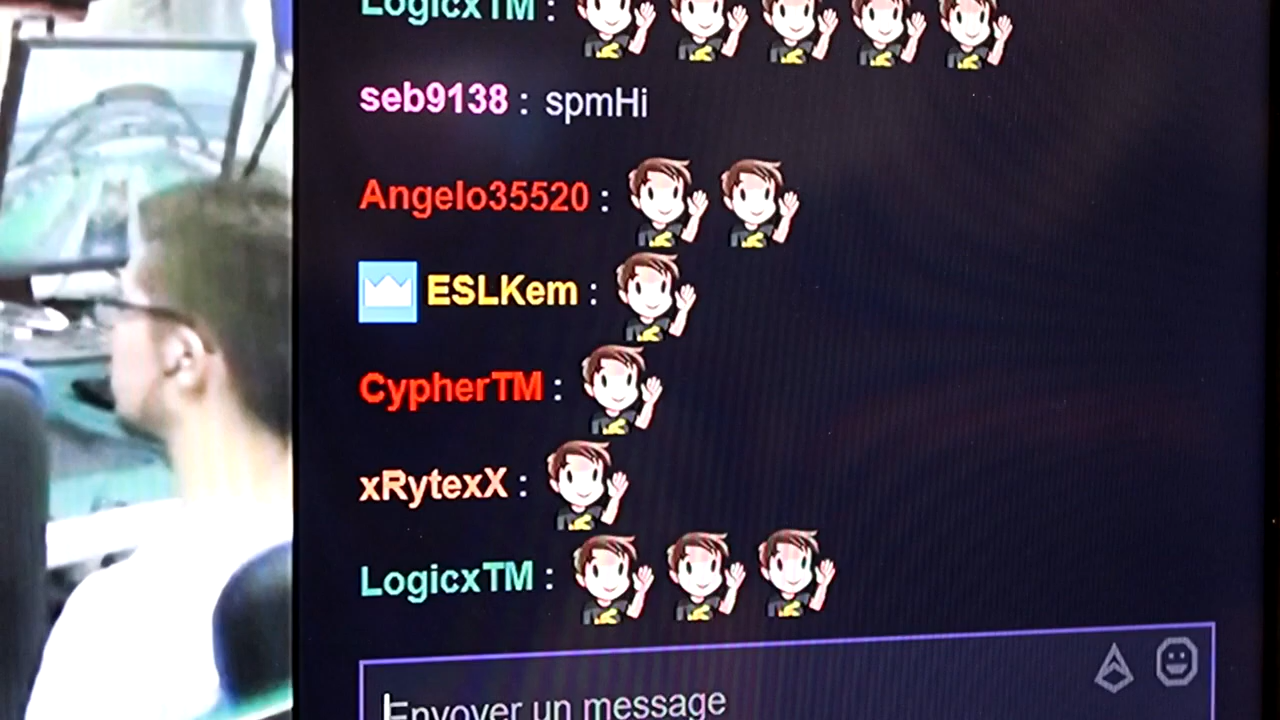 LogicxTM :
seb9138 : spmHi
Angelo35520 :
ESLKem :
CypherTM :
xRytexX :
LogicxTM :
Envoyer un message